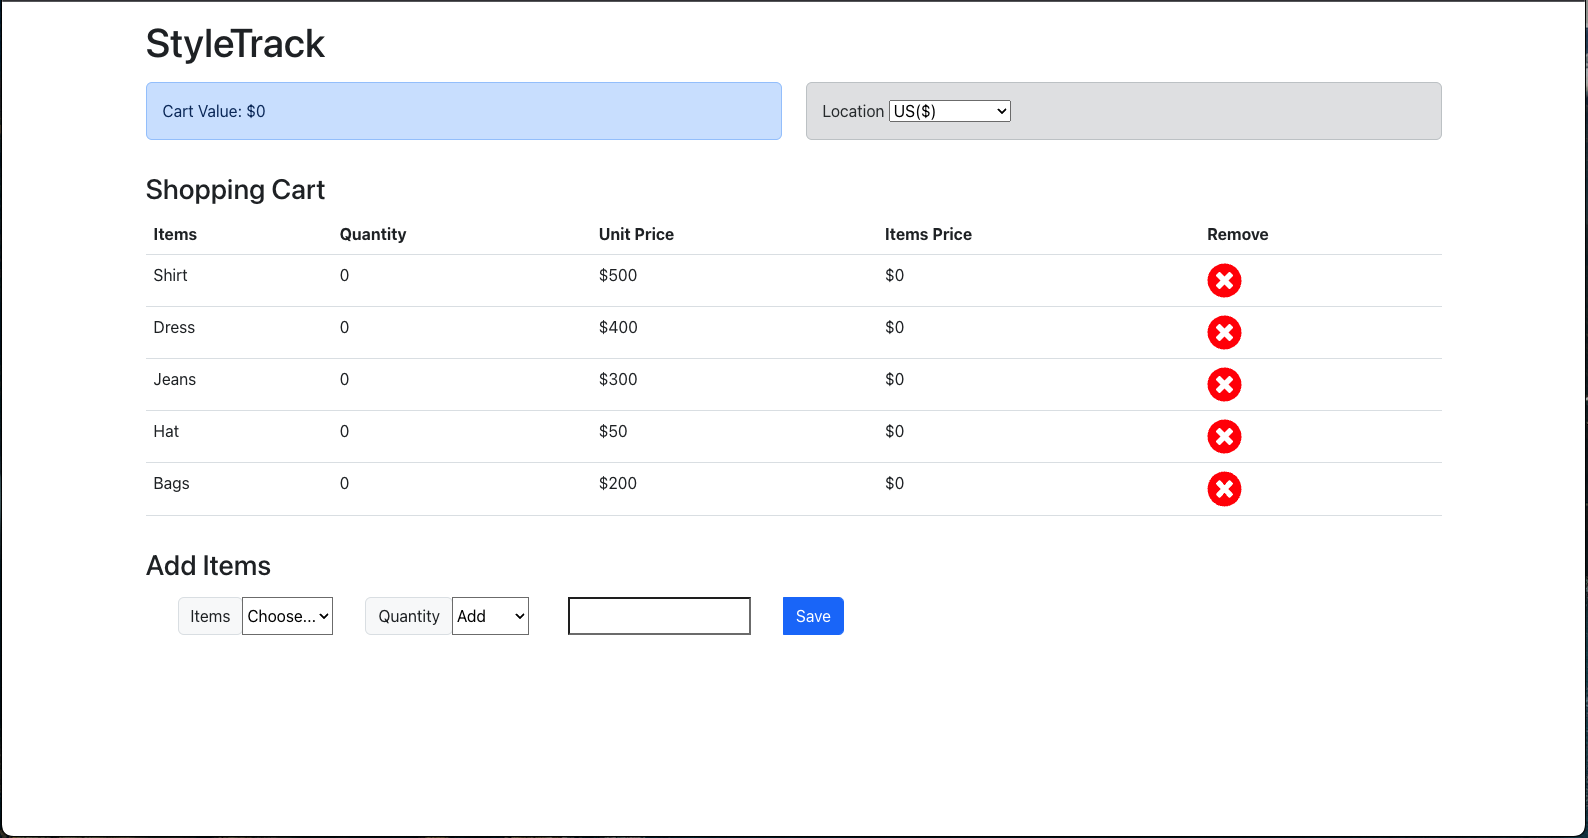 StyleTrack
Cart Value: $0
Location US($)
Shopping Cart
Items Quantity Unit Price Items Price Remove
Shirt 0 $500 $0
Dress 0 $400 $0
Jeans 0 $300 $0
Hat 0 $50 $0
Bags 0 $200 $0
Add Items
Items Choose... Quantity Add Save